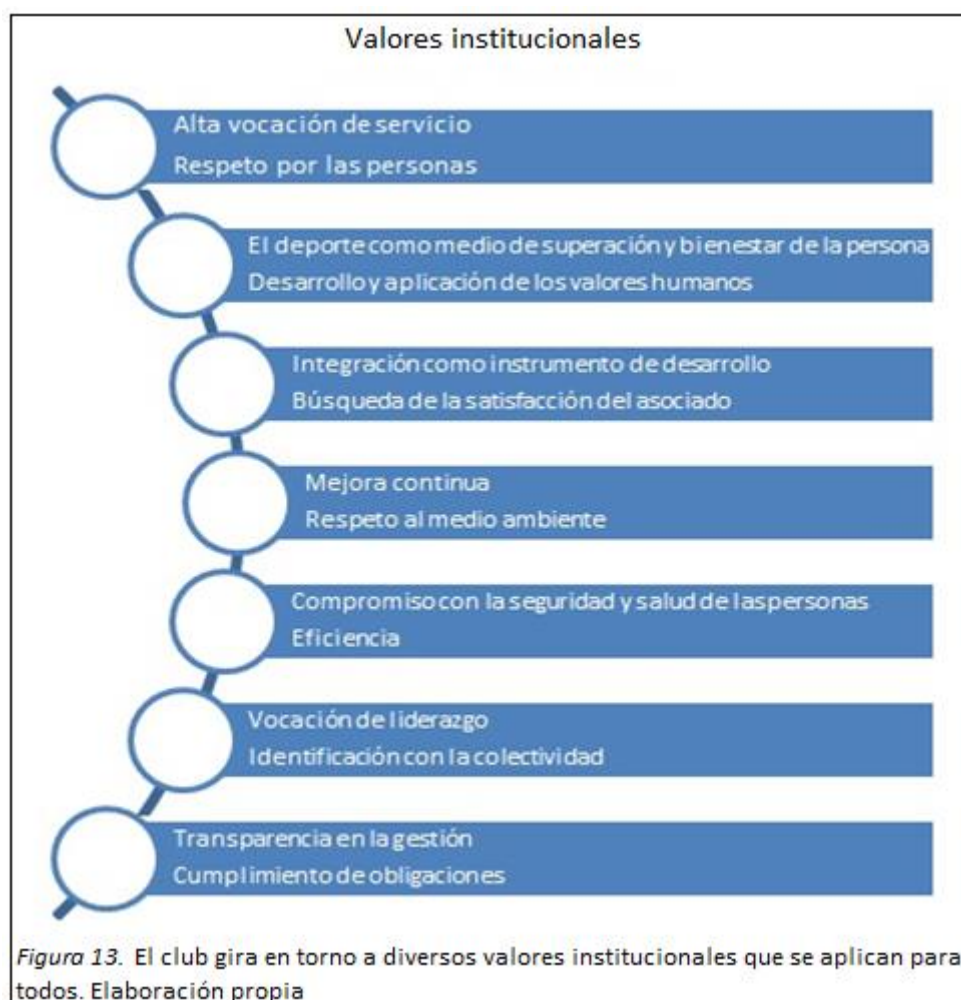 Valores institucionales
Alta vocación de servicio
Respeto por las personas
El deporte como medio de superación y bienestar de la persona
Desarrollo y aplicación de los valores humanos
Integración como instrumento de desarrollo
Búsqueda de la satisfacción del asociado
Mejora continua
Respeto al medio ambiente
Compromiso con la seguridad y salud de las personas
Eficiencia
Vocación de liderazgo
Identificación con la colectividad
Transparencia en la gestión
Cumplimiento de obligaciones
Figura 13. El club gira en torno a diversos valores institucionales que se aplican para
todos. Elaboración propia